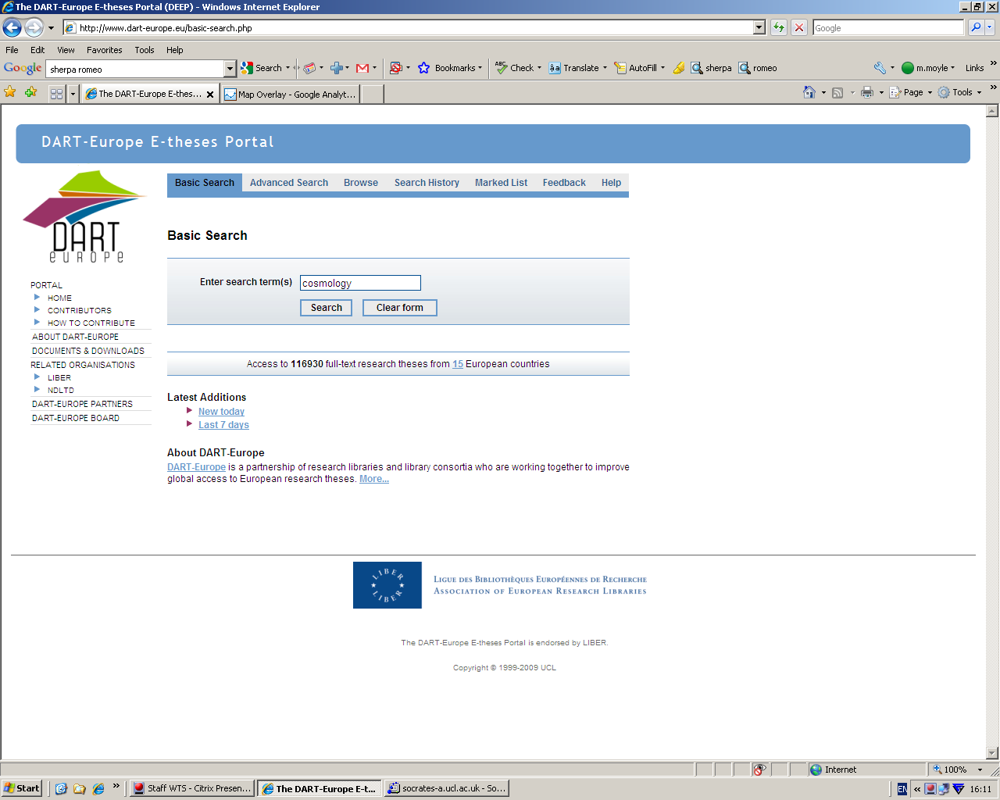 The DART-Europe E-theses Portal (DEEP) - Windows Internet Explorer
http://www.dart-europe.eu/basic-search.php
Google
File Edit View Favorites Tools Help
Google sherpa romeo Search Bookmarks Check Translate AutoFill sherpa romeo m.moyle Links
The DART-Europe E-thes... Map Overlay - Google Analyt... Page Tools
DART-Europe E-theses Portal
DART
europe
Basic Search Advanced Search Browse Search History Marked List Feedback Help
Basic Search
Enter search term(s) cosmology
Search Clear form
PORTAL
HOME
CONTRIBUTORS
HOW TO CONTRIBUTE
ABOUT DART-EUROPE
DOCUMENTS & DOWNLOADS
RELATED ORGANISATIONS
LIBER
NDLTD
DART-EUROPE PARTNERS
DART-EUROPE BOARD
Access to 116930 full-text research theses from 15 European countries
Latest Additions
New today
Last 7 days
About DART-Europe
DART-Europe is a partnership of research libraries and library consortia who are working together to improve
global access to European research theses. More...
LIBER
LIBER
LIGUE DES BIBLIOTHÈQUES EUROPÉENNES DE RECHERCHE
ASSOCIATION OF EUROPEAN RESEARCH LIBRARIES
The DART-Europe E-theses Portal is endorsed by LIBER.
Copyright © 1999-2009 UCL
Internet 100%
Start Staff WTS - Citrix Presen... The DART-Europe E-t... socrates-a.ucl.ac.uk - So... EN 16:11